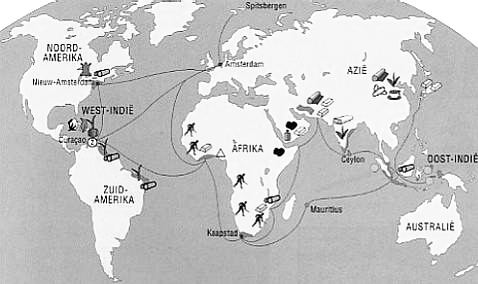 Spitsbergen
NOORD-
AMERIKA
Amsterdam
AZIË
Nieuw-Amsterdam
WEST-INDIË
Curaçao
2
AFRIKA
Ceylon
OOST-INDIË
ZUID-
AMERIKA
Mauritius
Kaapstad
AUSTRALIË